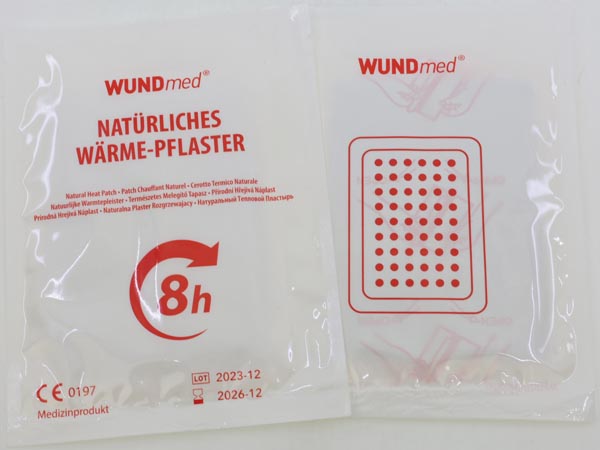 WUNDmed®
NATÜRLICHES
WÄRME-PFLASTER
Natural Heat Patch • Patch Chauffant Naturel • Cerotto Termico Naturale
Natuurlijke Warmtepleister • Természetes Melegítő Tapasz • Přírodní Hřejivá Náplast
Prírodná Hrejivá Náplast • Naturalna Plaster Rozgrzewający • Натуральный Тепловой Пластырь
8h
CE 0197
Medizinprodukt
LOT 2023-12
2026-12
WUNDmed®